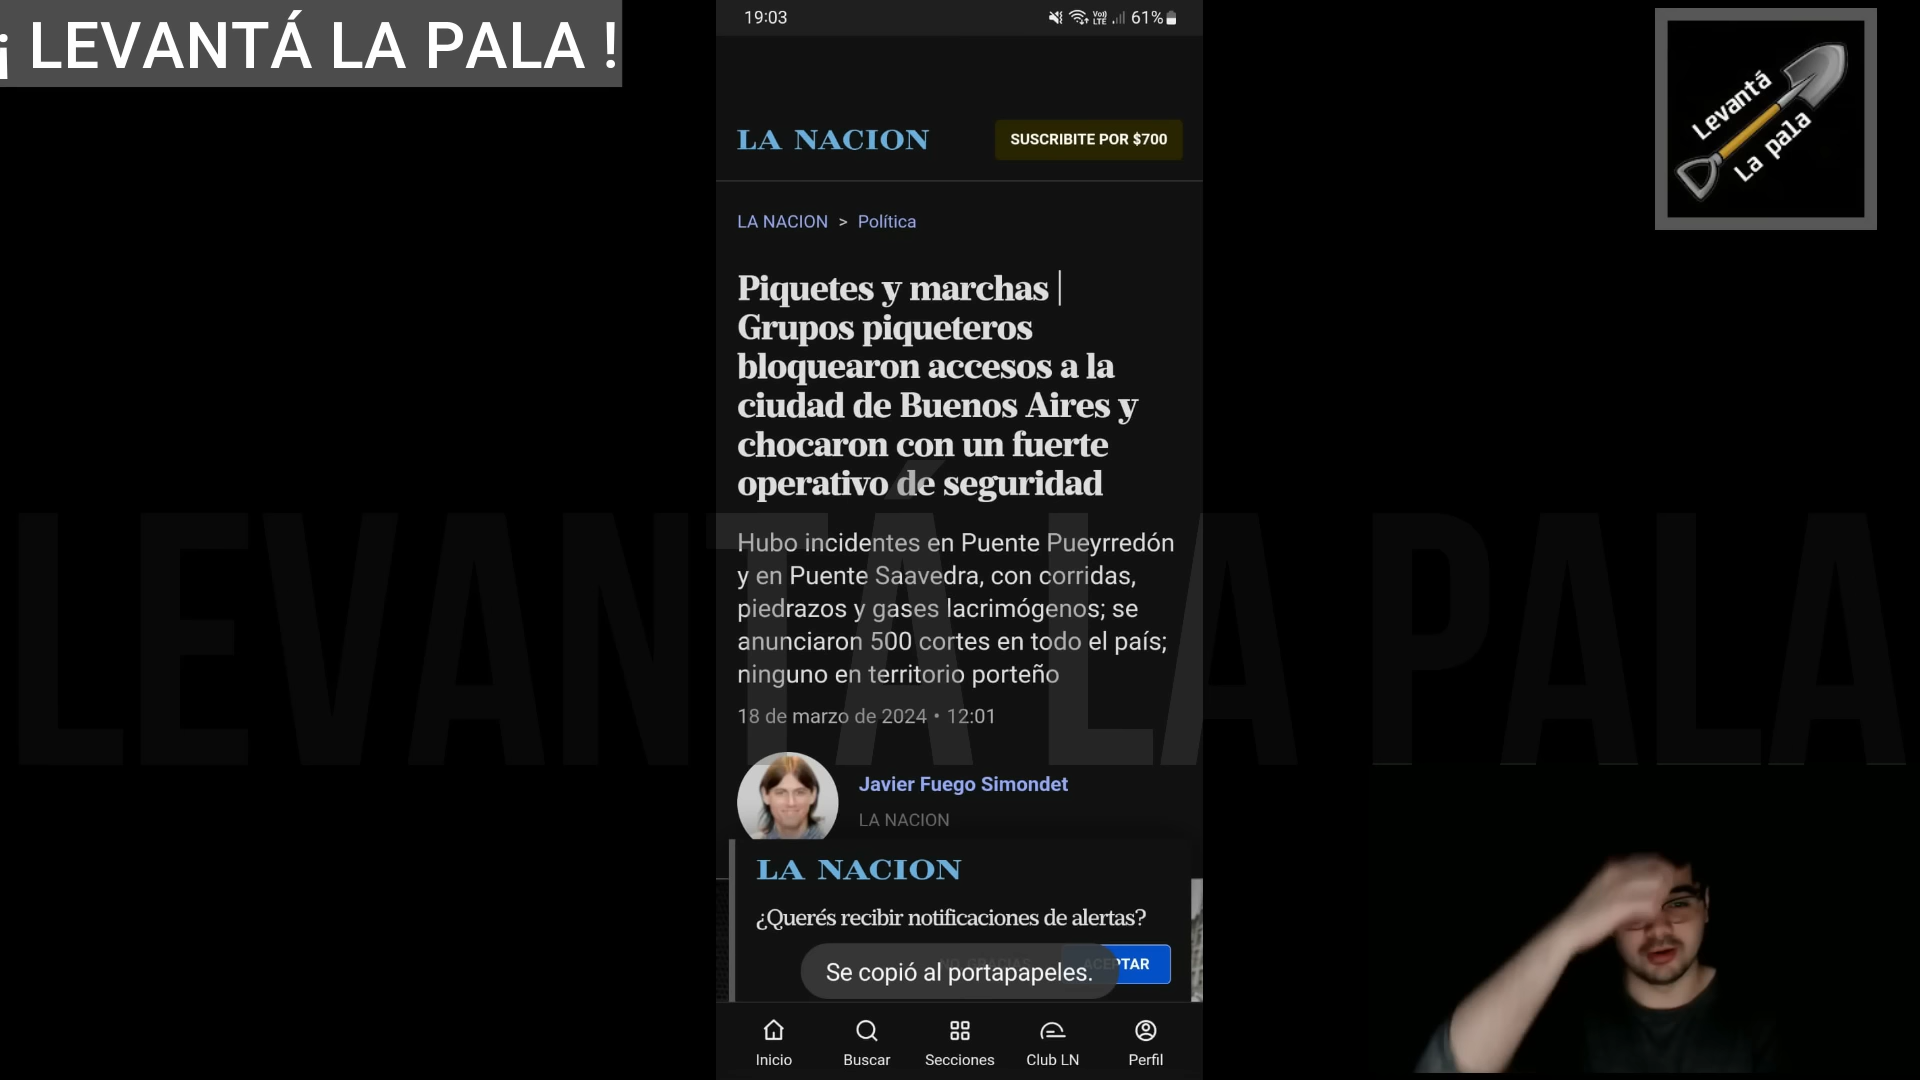 ¡ LEVANTÁ LA PALA !
19:03
61%
LA NACION
SUSCRIBITE POR $700
Levantá
La pala
LA NACION > Política
Piquetes y marchas |
Grupos piqueteros
bloquearon accesos a la
ciudad de Buenos Aires y
chocaron con un fuerte
operativo de seguridad
Hubo incidentes en Puente Pueyrredón
y en Puente Saavedra, con corridas,
piedrazos y gases lacrimógenos; se
anunciaron 500 cortes en todo el país;
ninguno en territorio porteño
LEVANTÁ LA PALA
18 de marzo de 2024 • 12:01
Javier Fuego Simondet
LA NACION
LA NACION
¿Querés recibir notificaciones de alertas?
NO, GRACIAS
ACEPTAR
Se copió al portapapeles.
Inicio
Buscar
Secciones
Club LN
Perfil